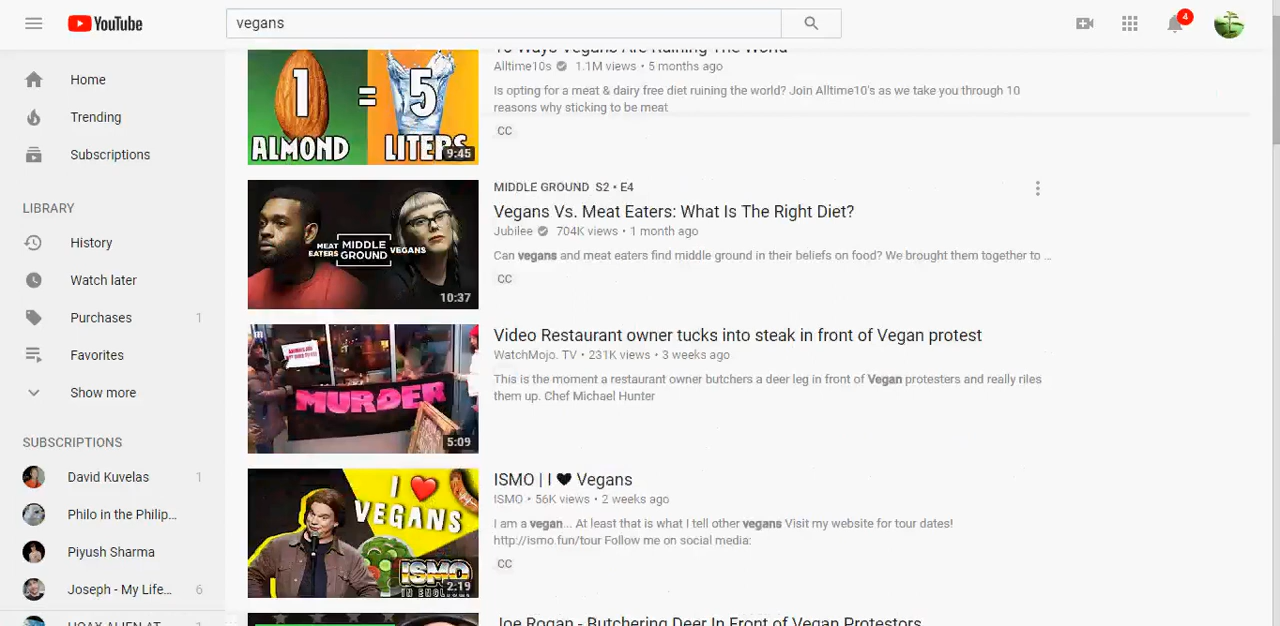 YouTube
vegans
4
Home
Trending
Subscriptions
LIBRARY
History
Watch later
Purchases 1
Favorites
Show more
SUBSCRIPTIONS
David Kuvelas 1
Philo in the Philip...
Piyush Sharma
Joseph - My Life... 6
HOAX ALIEN AT 1
1 = 5
ALMOND LITERS
9:45
10 Ways Vegans Are Ruining The World
Alltime10s 1.1M views • 5 months ago
Is opting for a meat & dairy free diet ruining the world? Join Alltime10's as we take you through 10
reasons why sticking to be meat
CC
MEAT EATERS MIDDLE GROUND VEGANS
10:37
MIDDLE GROUND S2 • E4
Vegans Vs. Meat Eaters: What Is The Right Diet?
Jubilee 704K views • 1 month ago
Can vegans and meat eaters find middle ground in their beliefs on food? We brought them together to ...
CC
MURDER
5:09
Video Restaurant owner tucks into steak in front of Vegan protest
WatchMojo. TV • 231K views • 3 weeks ago
This is the moment a restaurant owner butchers a deer leg in front of Vegan protesters and really riles
them up. Chef Michael Hunter
I ❤
VEGANS
ISMO
IN ENGLISH
2:19
ISMO | I ♥ Vegans
ISMO • 56K views • 2 weeks ago
I am a vegan... At least that is what I tell other vegans Visit my website for tour dates!
http://ismo.fun/tour Follow me on social media:
CC
Joe Rogan - Butchering Deer In Front of Vegan Protestors